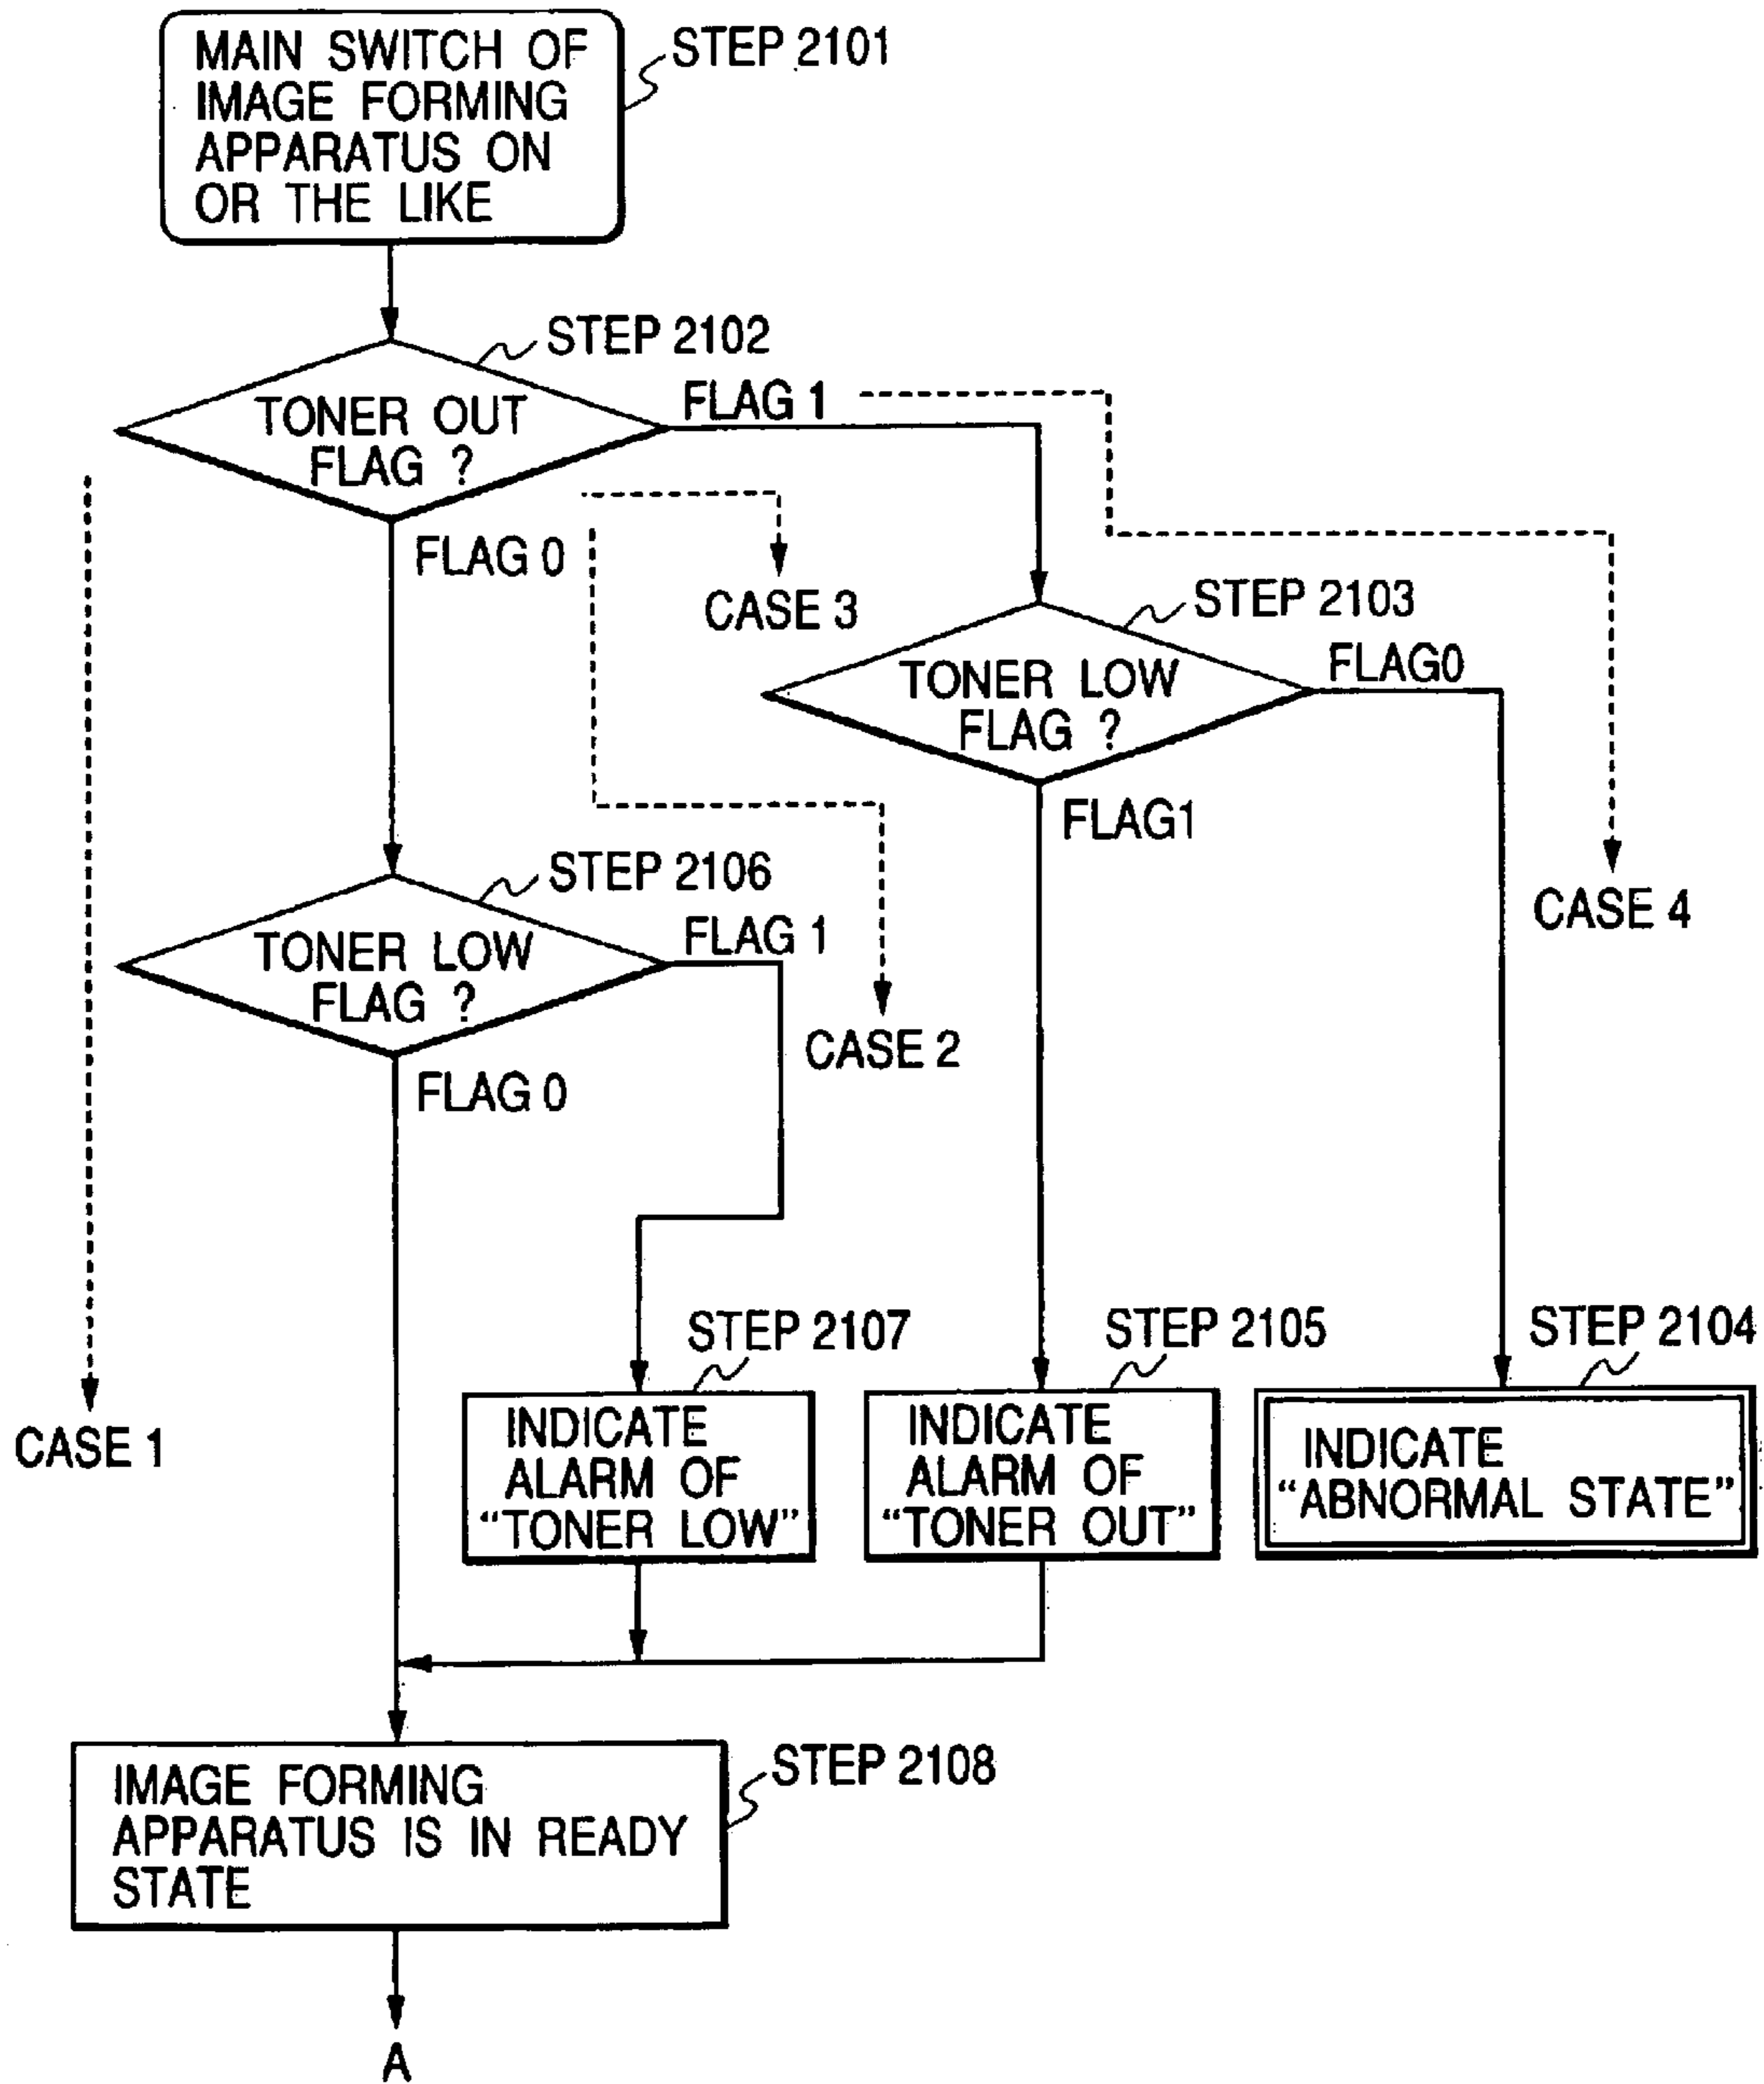 MAIN SWITCH OF
IMAGE FORMING
APPARATUS ON
OR THE LIKE
STEP 2101
STEP 2102
TONER OUT
FLAG ?
FLAG 1
FLAG 0
CASE 3
STEP 2103
TONER LOW
FLAG ?
FLAG0
FLAG1
CASE 4
STEP 2106
TONER LOW
FLAG ?
FLAG 1
FLAG 0
CASE 2
CASE 1
STEP 2107
INDICATE
ALARM OF
“TONER LOW”
STEP 2105
INDICATE
ALARM OF
“TONER OUT”
STEP 2104
INDICATE
“ABNORMAL STATE”
STEP 2108
IMAGE FORMING
APPARATUS IS IN READY
STATE
A